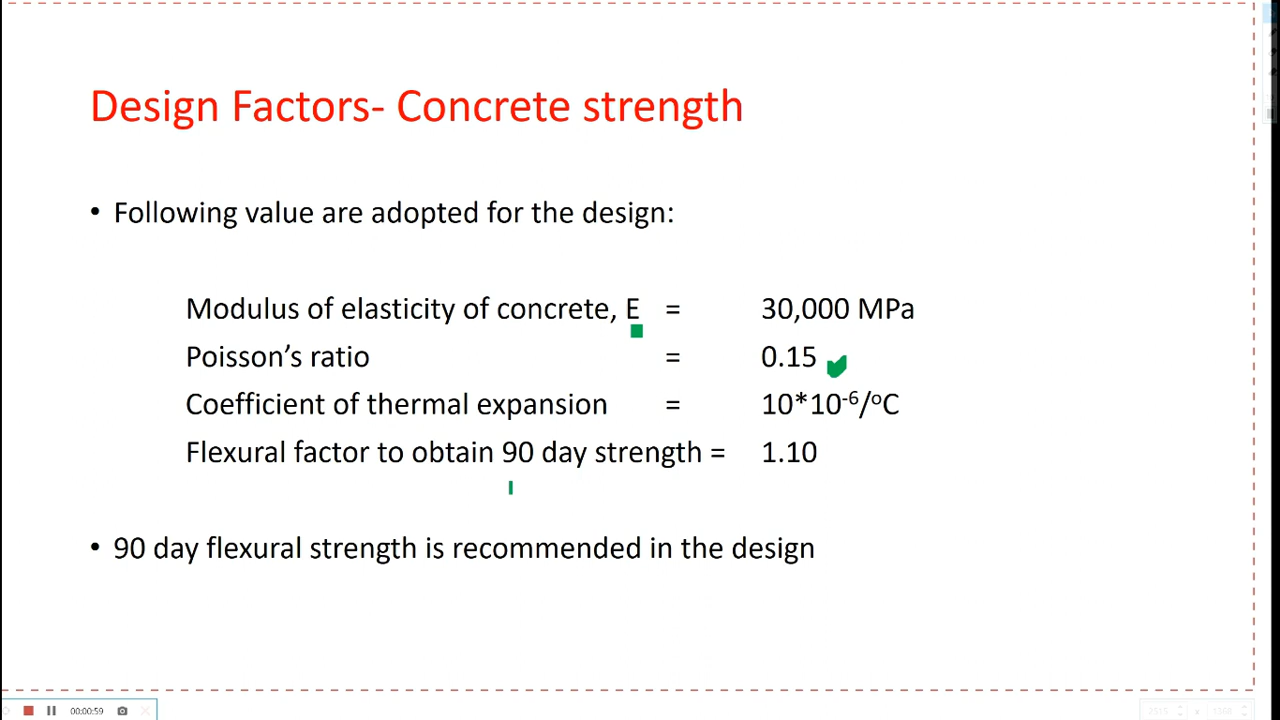 Design Factors- Concrete strength
• Following value are adopted for the design:
Modulus of elasticity of concrete, E = 30,000 MPa
Poisson’s ratio = 0.15
Coefficient of thermal expansion = 10*10⁻⁶/ᵒC
Flexural factor to obtain 90 day strength = 1.10
• 90 day flexural strength is recommended in the design
00:00:59